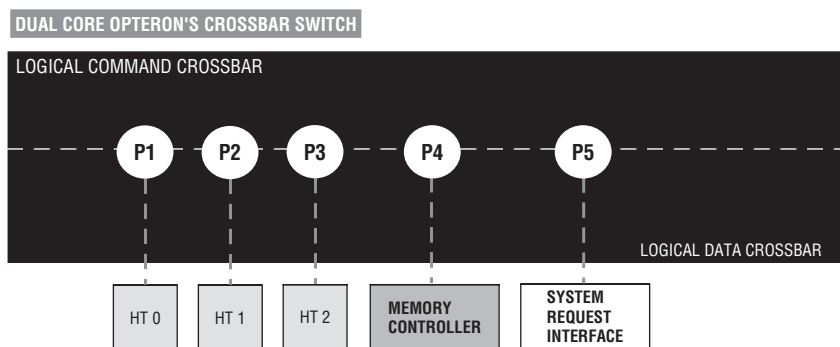 DUAL CORE OPTERON'S CROSSBAR SWITCH
LOGICAL COMMAND CROSSBAR
P1 P2 P3 P4 P5
LOGICAL DATA CROSSBAR
HT 0 HT 1 HT 2
MEMORY
CONTROLLER
SYSTEM
REQUEST
INTERFACE